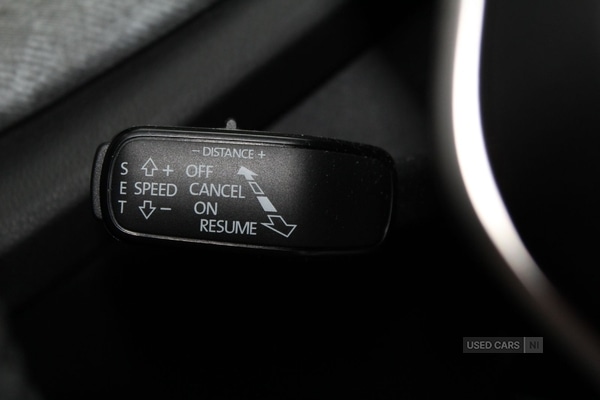 − DISTANCE +
S ⇧ + OFF
E SPEED CANCEL
T ⇩ − ON
RESUME
USED CARS NI